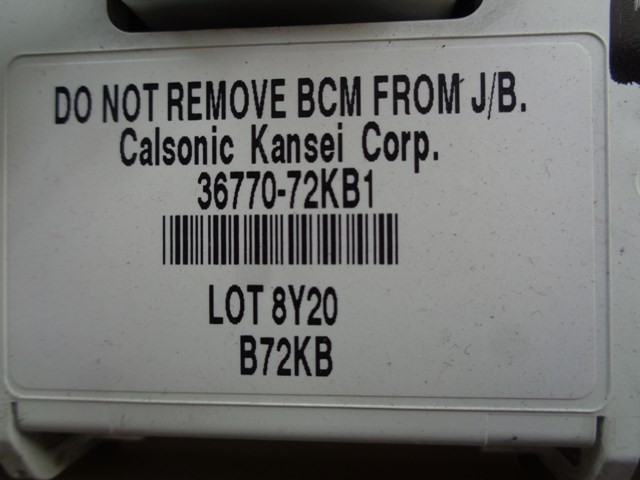 DO NOT REMOVE BCM FROM J/B.
Calsonic Kansei Corp.
36770-72KB1
LOT 8Y20
B72KB